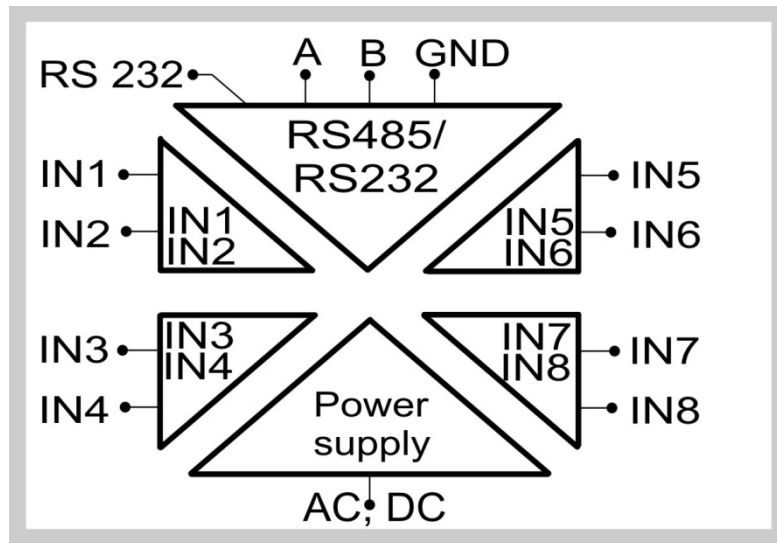 A B GND
RS 232
RS485/
RS232
IN1
IN2
IN1
IN2
IN5
IN6
IN5
IN6
IN3
IN4
IN3
IN4
IN7
IN8
IN7
IN8
Power
supply
AC, DC